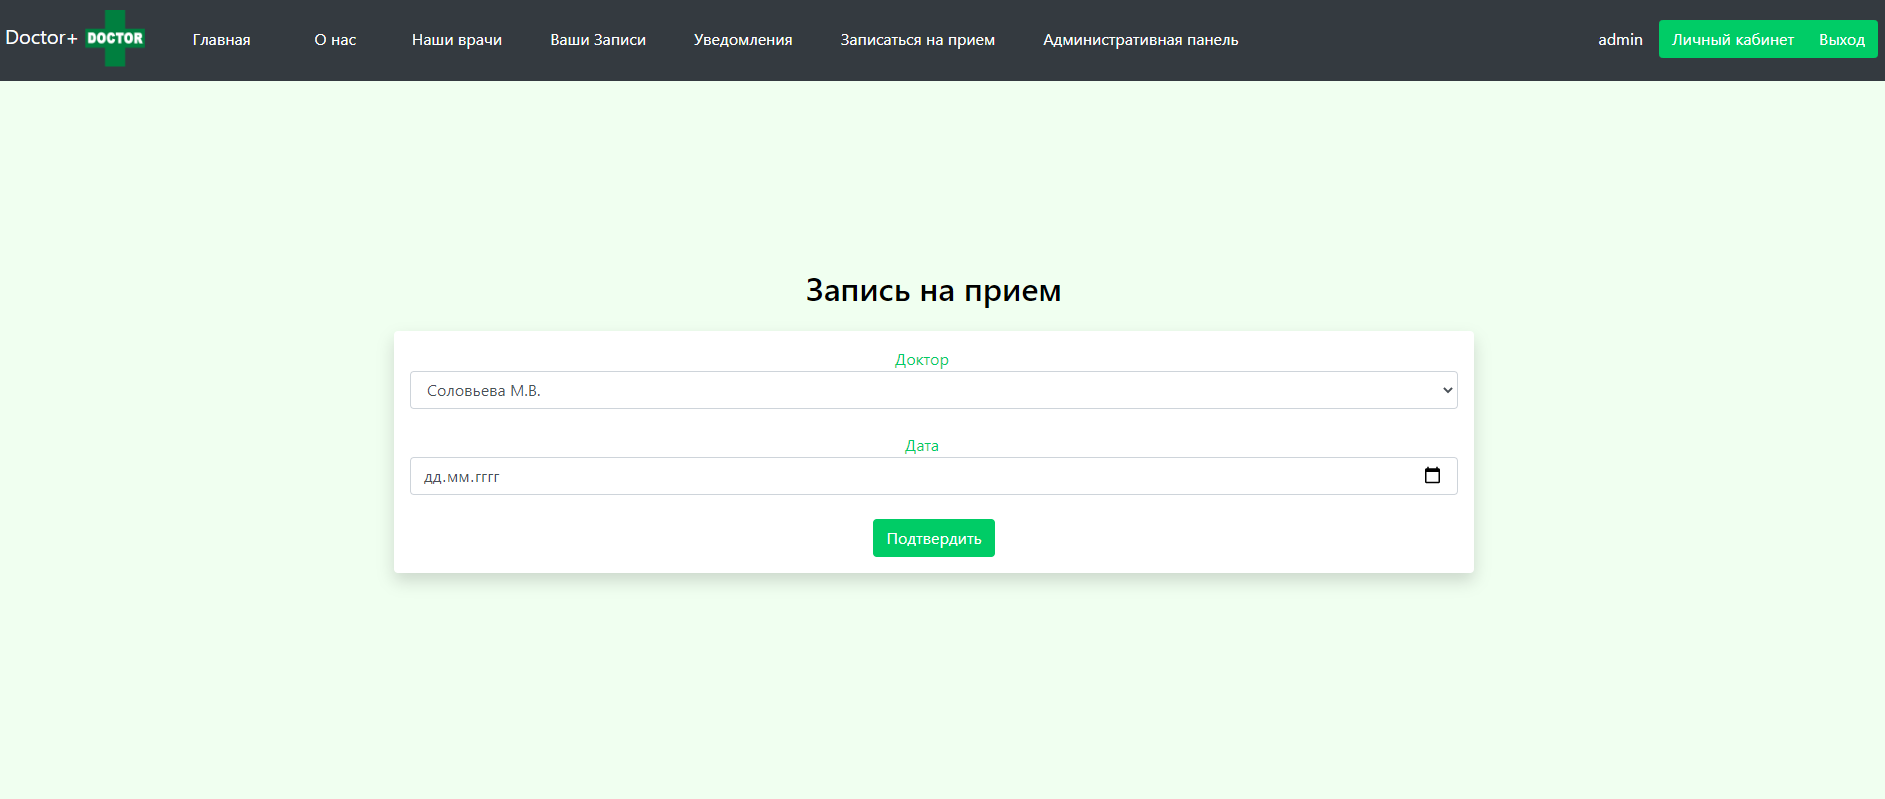 Doctor+ DOCTOR Главная О нас Наши врачи Ваши Записи Уведомления Записаться на прием Административная панель admin Личный кабинет Выход
Запись на прием
Доктор
Соловьева М.В.
Дата
дд.мм.гггг
Подтвердить